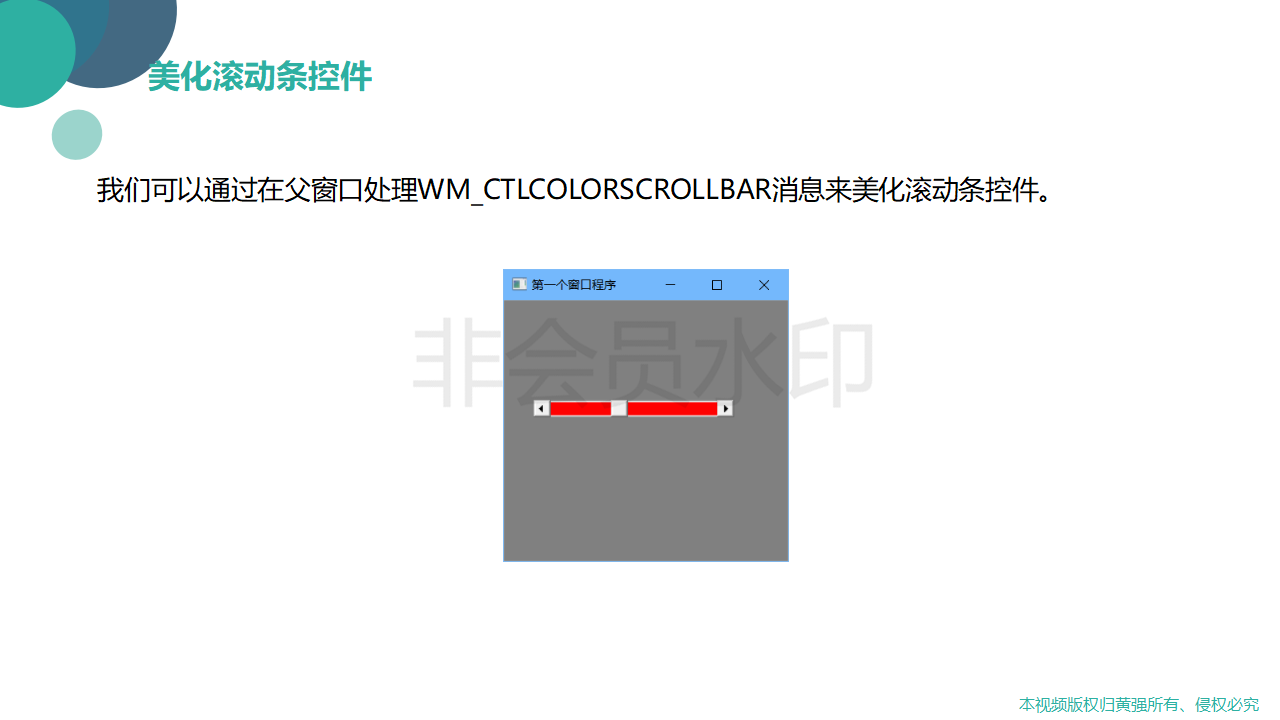 美化滚动条控件
我们可以通过在父窗口处理WM_CTLCOLORSCROLLBAR消息来美化滚动条控件。
第一个窗口程序
非会员水印
本视频版权归黄强所有、侵权必究